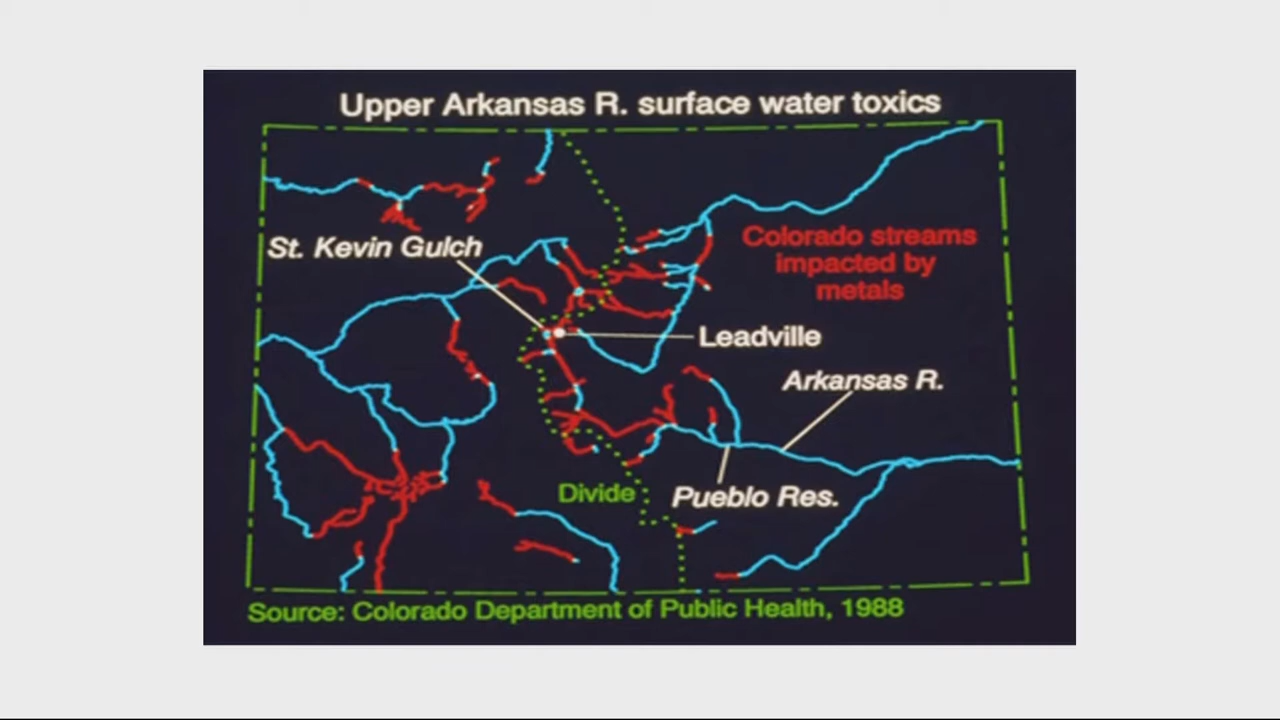 Upper Arkansas R. surface water toxics
St. Kevin Gulch
Colorado streams
impacted by
metals
Leadville
Arkansas R.
Divide
Pueblo Res.
Source: Colorado Department of Public Health, 1988